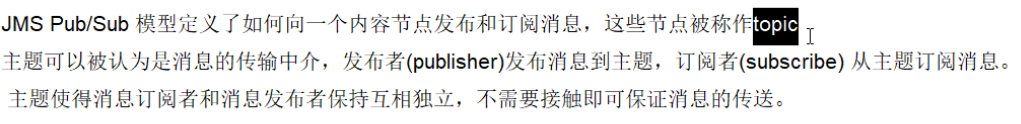 JMS Pub/Sub 模型定义了如何向一个内容节点发布和订阅消息，这些节点被称作topic
主题可以被认为是消息的传输中介，发布者(publisher)发布消息到主题，订阅者(subscribe) 从主题订阅消息。
主题使得消息订阅者和消息发布者保持互相独立，不需要接触即可保证消息的传送。